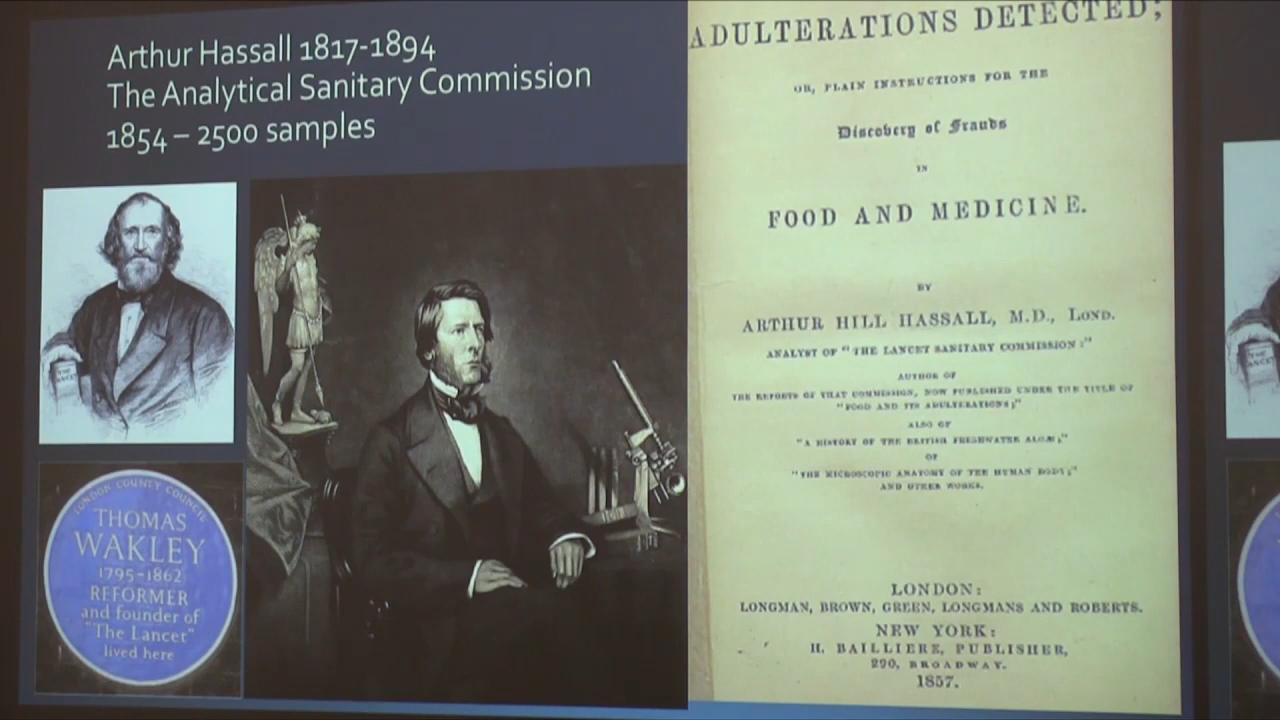 Arthur Hassall 1817-1894
The Analytical Sanitary Commission
1854 – 2500 samples
THE
LANCET
LONDON COUNTY COUNCIL
THOMAS
WAKLEY
1795-1862
REFORMER
and founder of
"The Lancet"
lived here
ADULTERATIONS DETECTED;
OR, PLAIN INSTRUCTIONS FOR THE
Discovery of Frauds
IN
FOOD AND MEDICINE.
BY
ARTHUR HILL HASSALL, M.D., LOND.
ANALYST OF "THE LANCET SANITARY COMMISSION:"
AUTHOR OF
THE REPORTS OF THAT COMMISSION, NOW PUBLISHED UNDER THE TITLE OF
"FOOD AND ITS ADULTERATIONS;"
ALSO OF
"A HISTORY OF THE BRITISH FRESHWATER ALGÆ;"
OF
"THE MICROSCOPIC ANATOMY OF THE HUMAN BODY;"
AND OTHER WORKS.
LONDON:
LONGMAN, BROWN, GREEN, LONGMANS AND ROBERTS.
NEW YORK:
H. BAILLIERE, PUBLISHER,
290, BROADWAY.
1857.